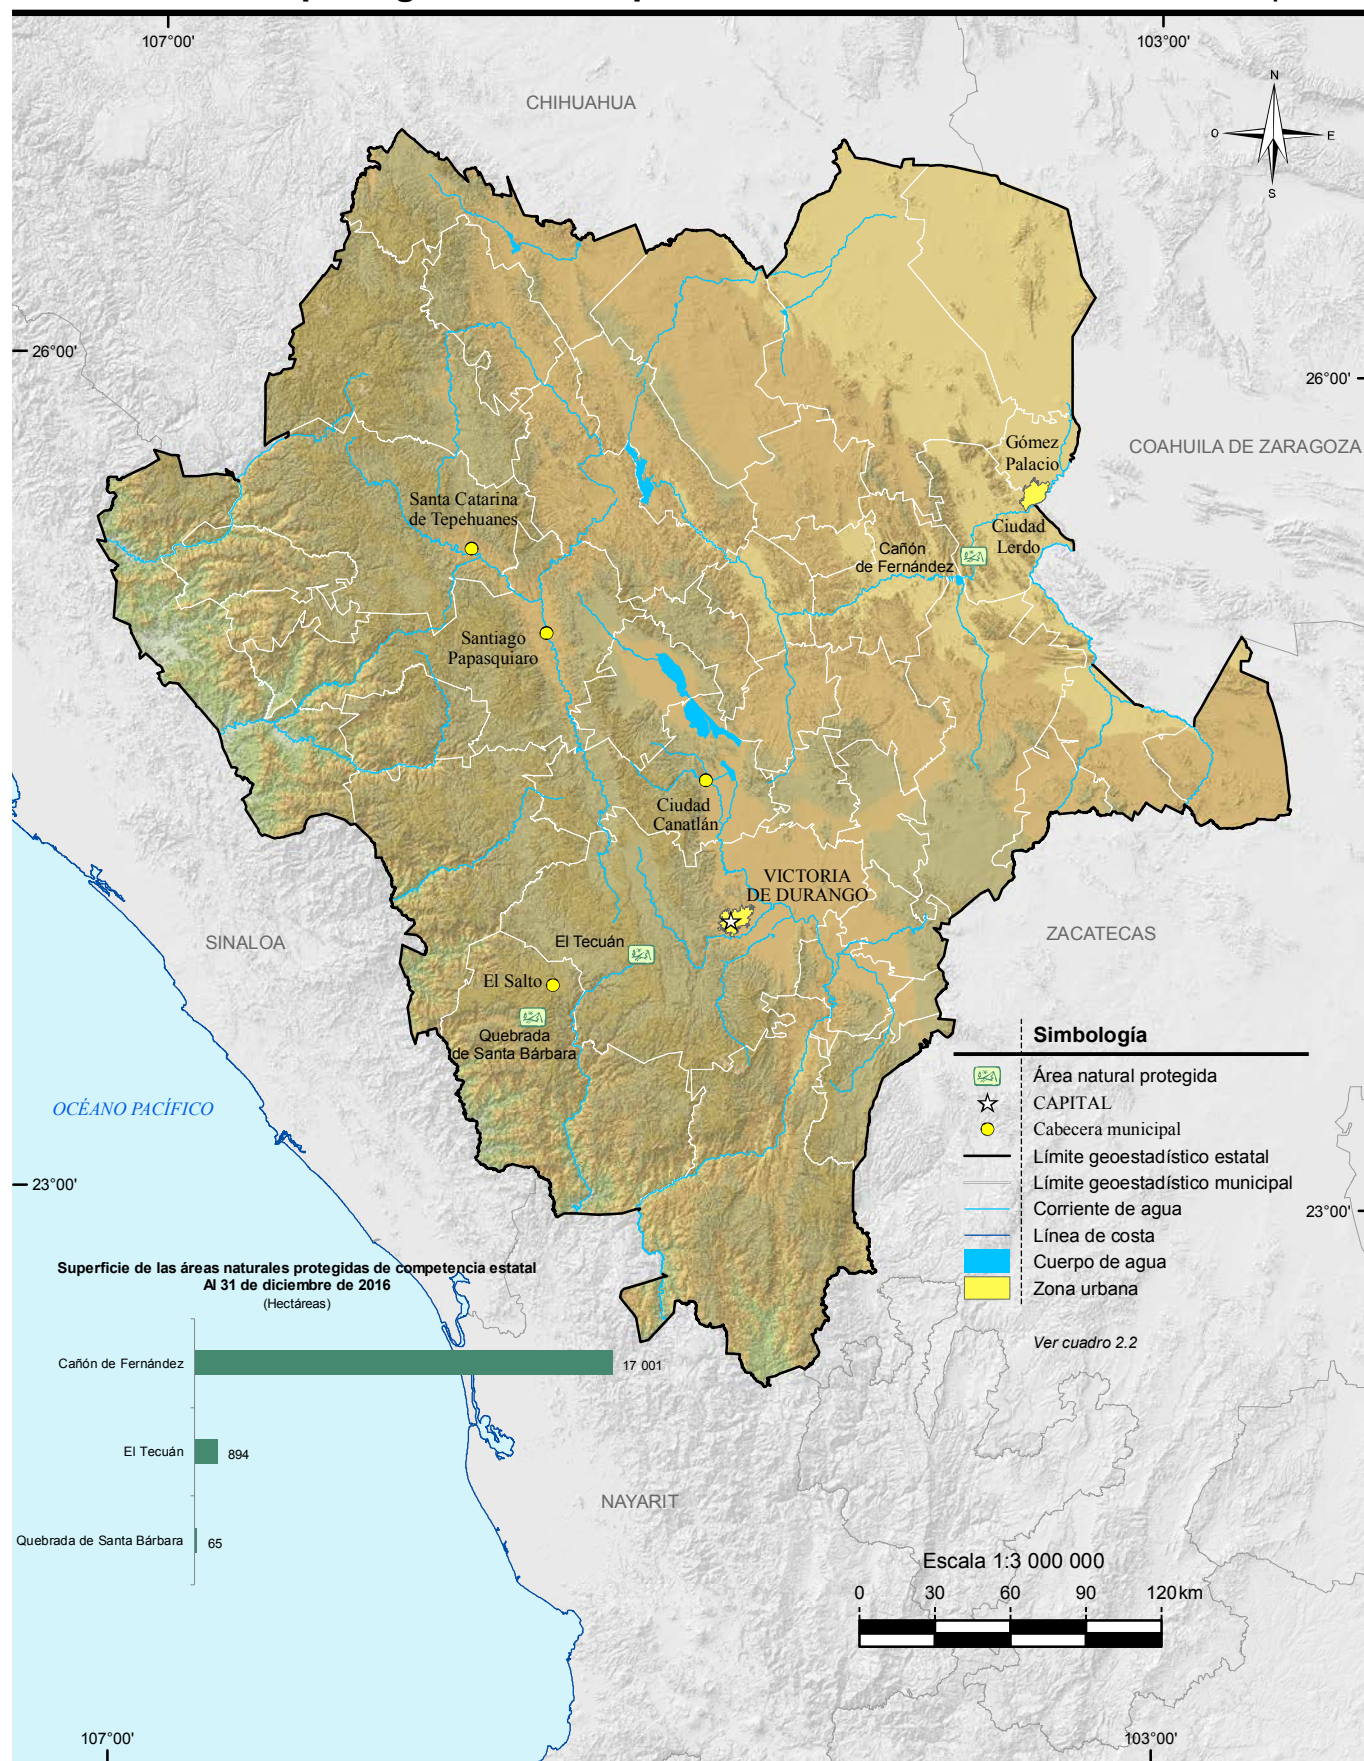 107°00'
103°00'
N
O
E
S
CHIHUAHUA
26°00'
26°00'
Gómez
Palacio
COAHUILA DE ZARAGOZA
Santa Catarina
de Tepehuanes
Ciudad
Lerdo
Cañón
de Fernández
Santiago
Papasquiaro
Ciudad
Canatlán
VICTORIA
DE DURANGO
SINALOA
El Tecuán
ZACATECAS
El Salto
Quebrada
de Santa Bárbara
OCÉANO PACÍFICO
Simbología
Área natural protegida
CAPITAL
Cabecera municipal
Límite geoestadístico estatal
Límite geoestadístico municipal
Corriente de agua
Línea de costa
Cuerpo de agua
Zona urbana
Ver cuadro 2.2
23°00'
23°00'
Superficie de las áreas naturales protegidas de competencia estatal
Al 31 de diciembre de 2016
(Hectáreas)
Cañón de Fernández
17 001
El Tecuán
894
Quebrada de Santa Bárbara
65
NAYARIT
Escala 1:3 000 000
0 30 60 90 120 km
107°00'
103°00'